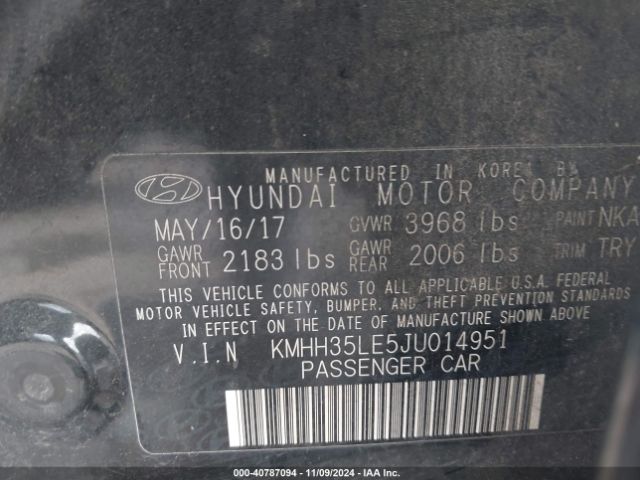 MANUFACTURED IN KOREA BY
HYUNDAI MOTOR COMPANY
MAY/16/17 GVWR 3968 lbs PAINT NKA
GAWR FRONT 2183 lbs GAWR REAR 2006 lbs TRIM TRY
THIS VEHICLE CONFORMS TO ALL APPLICABLE U.S.A. FEDERAL
MOTOR VEHICLE SAFETY, BUMPER, AND THEFT PREVENTION STANDARDS
IN EFFECT ON THE DATE OF MANUFACTURE SHOWN ABOVE
V.I.N KMHH35LE5JU014951
PASSENGER CAR
000-40787094 - 11/09/2024 - IAA Inc.